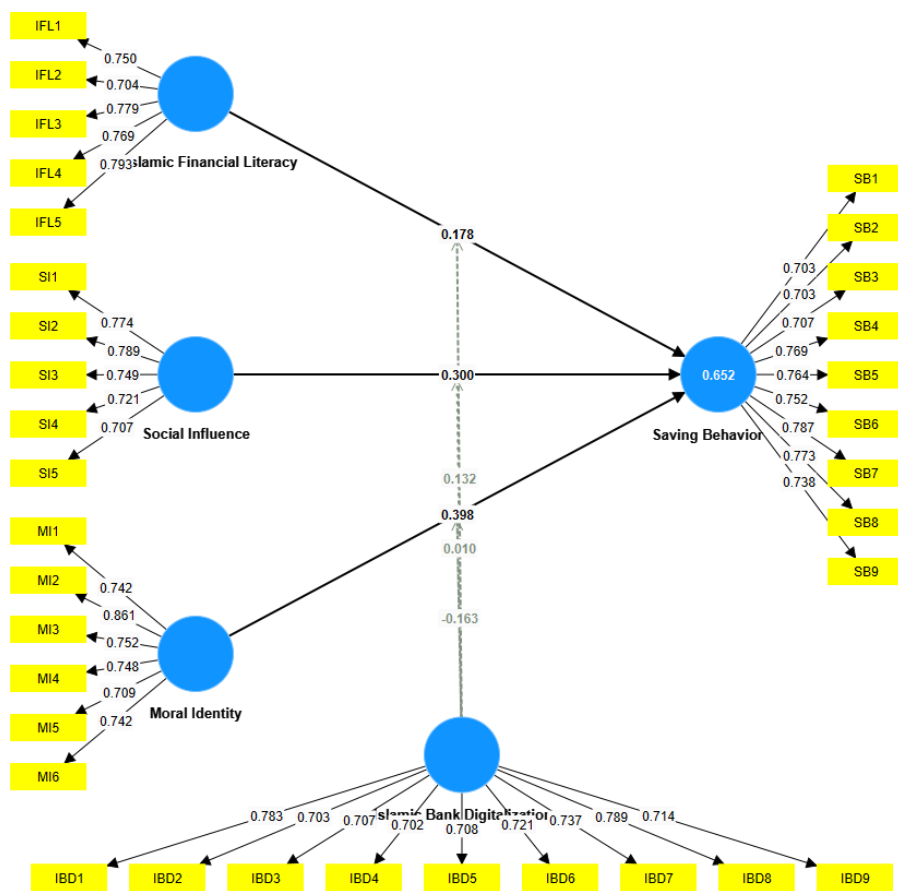 IFL1
0.750
IFL2
0.704
IFL3
0.779
IFL4
0.769
IFL5
0.793
slamic Financial Literacy
SI1
0.774
SI2
0.789
SI3
0.749
SI4
0.721
SI5
0.707
Social Influence
MI1
0.742
MI2
0.861
MI3
0.752
MI4
0.748
MI5
0.709
MI6
0.742
Moral Identity
0.178
0.300
0.132
0.398
0.010
-0.163
0.652
Saving Behavior
SB1
0.703
SB2
0.703
SB3
0.707
SB4
0.769
SB5
0.764
SB6
0.752
SB7
0.787
SB8
0.773
SB9
0.738
slamic Bank Digitalization
0.783
0.703
0.707
0.702
0.708
0.721
0.737
0.789
0.714
IBD1
IBD2
IBD3
IBD4
IBD5
IBD6
IBD7
IBD8
IBD9